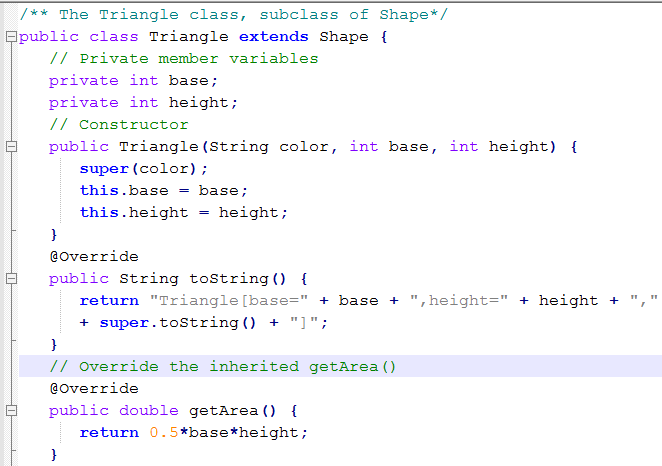 /** The Triangle class, subclass of Shape*/
public class Triangle extends Shape {
// Private member variables
private int base;
private int height;
// Constructor
public Triangle(String color, int base, int height) {
super(color);
this.base = base;
this.height = height;
}
@Override
public String toString() {
return "Triangle[base=" + base + ",height=" + height + ","
+ super.toString() + "]";
}
// Override the inherited getArea()
@Override
public double getArea() {
return 0.5*base*height;
}